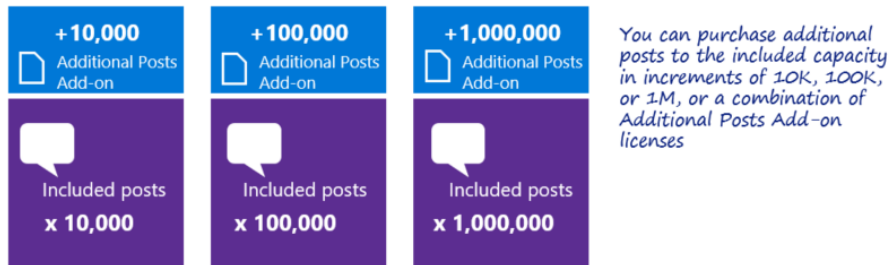 +10,000
Additional Posts
Add-on
Included posts
x 10,000
+100,000
Additional Posts
Add-on
Included posts
x 100,000
+1,000,000
Additional Posts
Add-on
Included posts
x 1,000,000
You can purchase additional
posts to the included capacity
in increments of 10K, 100K,
or 1M, or a combination of
Additional Posts Add-on
licenses